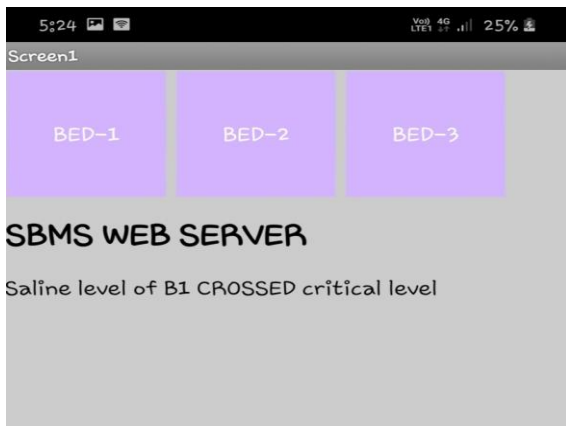 5:24 Vo)) 4G LTE1 25%
Screen1
BED-1 BED-2 BED-3
SBMS WEB SERVER
Saline level of B1 CROSSED critical level